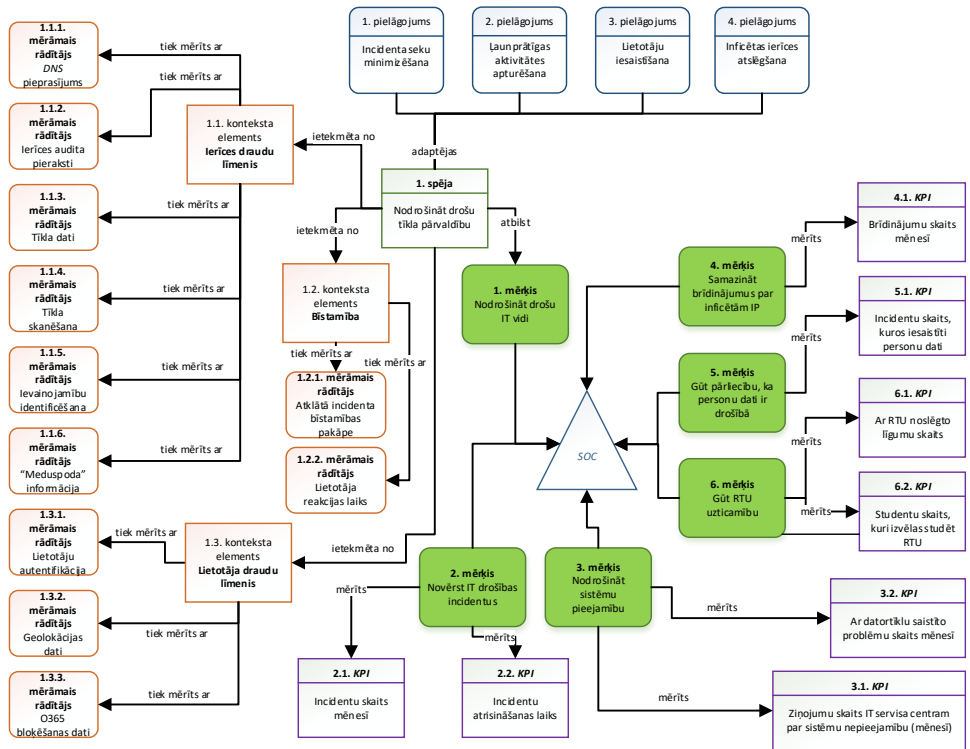 1.1.1.
mērāmais
rādītājs
DNS
pieprasījums
1.1.2.
mērāmais
rādītājs
Ierīces audita
pieraksti
1.1.3.
mērāmais
rādītājs
Tīkla dati
1.1.4.
mērāmais
rādītājs
Tīkla
skanēšana
1.1.5.
mērāmais
rādītājs
Ievainojamību
identificēšana
1.1.6.
mērāmais
rādītājs
“Meduspoda”
informācija
1.3.1.
mērāmais
rādītājs
Lietotāju
autentifikācija
1.3.2.
mērāmais
rādītājs
Geolokācijas
dati
1.3.3.
mērāmais
rādītājs
O365
bloķēšanas dati
tiek mērīts ar
tiek mērīts ar
tiek mērīts ar
tiek mērīts ar
tiek mērīts ar
tiek mērīts ar
tiek mērīts ar
tiek mērīts ar
tiek mērīts ar
1.1. konteksta
elements
Ierīces draudu
līmenis
ietekmēta no
1. pielāgojums
Incidenta seku
minimizēšana
2. pielāgojums
Ļaunprātīgas
aktivitātes
apturēšana
3. pielāgojums
Lietotāju
iesaistīšana
4. pielāgojums
Inficētas ierīces
atslēgšana
adaptējas
1. spēja
Nodrošināt drošu
tīkla pārvaldību
ietekmēta no
atbilst
1.2. konteksta
elements
Bīstamība
tiek mērīts ar
tiek mērīts ar
1.2.1. mērāmais
rādītājs
Atklātā incidenta
bīstamības
pakāpe
1.2.2. mērāmais
rādītājs
Lietotāja
reakcijas laiks
1.3. konteksta
elements
Lietotāja draudu
līmenis
ietekmēta no
1. mērķis
Nodrošināt drošu
IT vidi
SOC
4. mērķis
Samazināt
brīdinājumus par
inficētām IP
5. mērķis
Gūt pārliecību, ka
personu dati ir
drošībā
6. mērķis
Gūt RTU
uzticamību
mērīts
mērīts
mērīts
mērīts
4.1. KPI
Brīdinājumu skaits
mēnesī
5.1. KPI
Incidentu skaits,
kuros iesaistīti
personu dati
6.1. KPI
Ar RTU noslēgto
līgumu skaits
6.2. KPI
Studentu skaits,
kuri izvēlas studēt
RTU
2. mērķis
Novērst IT drošības
incidentus
3. mērķis
Nodrošināt
sistēmu
pieejamību
mērīts
mērīts
mērīts
mērīts
2.1. KPI
Incidentu skaits
mēnesī
2.2. KPI
Incidentu
atrisināšanas laiks
3.2. KPI
Ar datortīklu saistīto
problēmu skaits mēnesī
3.1. KPI
Ziņojumu skaits IT servisa centram
par sistēmu nepieejamību (mēnesī)